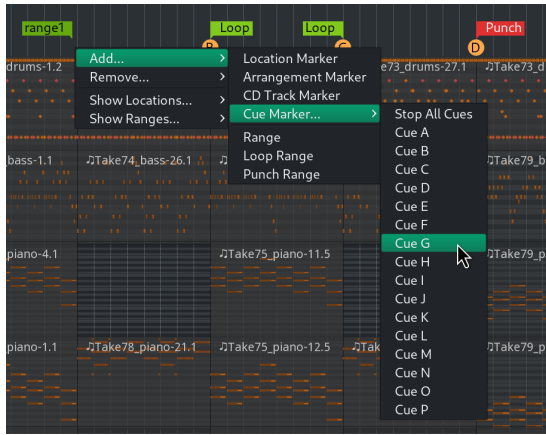 range1
Loop
Loop
Punch
B
C
D
drums-1.2
e73_drums-27.1
♫Take73_d
Add...
Remove...
Show Locations...
Show Ranges...
Location Marker
Arrangement Marker
CD Track Marker
Cue Marker...
Range
Loop Range
Punch Range
Stop All Cues
Cue A
Cue B
Cue C
Cue D
Cue E
Cue F
Cue G
Cue H
Cue I
Cue J
Cue K
Cue L
Cue M
Cue N
Cue O
Cue P
bass-1.1
♫Take74_bass-26.1
♫Take79_b
piano-4.1
♫Take75_piano-11.5
♫Take79_p
piano-1.1
♫Take78_piano-21.1
♫Take75_piano-12.5
♫Tak
♫Take79_p